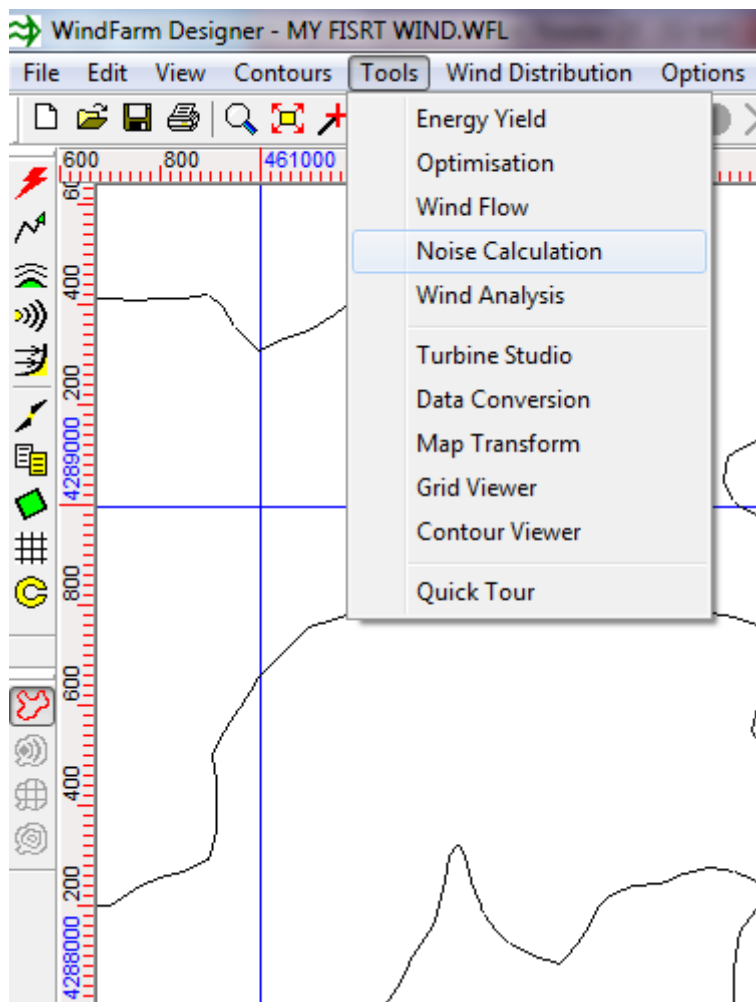 WindFarm Designer - MY FISRT WIND.WFL
File Edit View Contours Tools Wind Distribution Options
600 800 461000
Energy Yield
Optimisation
Wind Flow
Noise Calculation
Wind Analysis
Turbine Studio
Data Conversion
Map Transform
Grid Viewer
Contour Viewer
Quick Tour
400
200
4289000
800
600
400
200
4288000